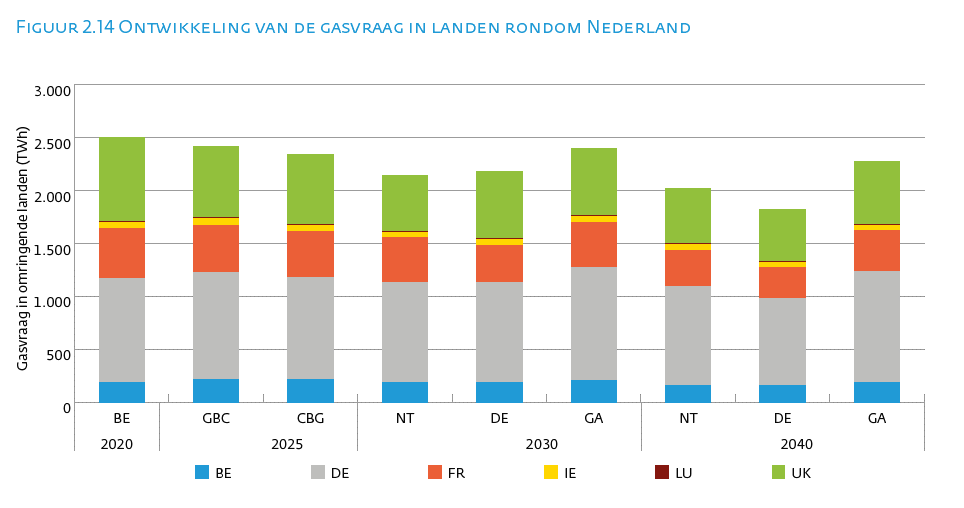 Figuur 2.14 Ontwikkeling van de gasvraag in landen rondom Nederland
Gasvraag in omringende landen (TWh)
3.000
2.500
2.000
1.500
1.000
500
0
BE GBC CBG NT DE GA NT DE GA
2020 2025 2030 2040
BE DE FR IE LU UK